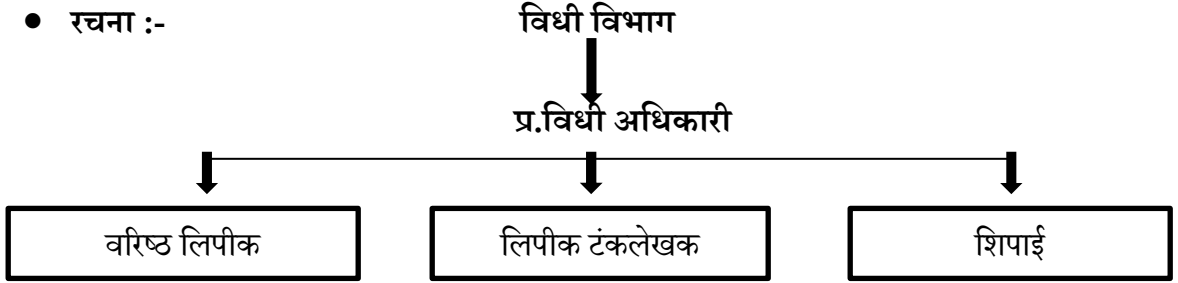 ● रचना :- विधी विभाग
प्र.विधी अधिकारी
वरिष्ठ लिपीक लिपीक टंकलेखक शिपाई